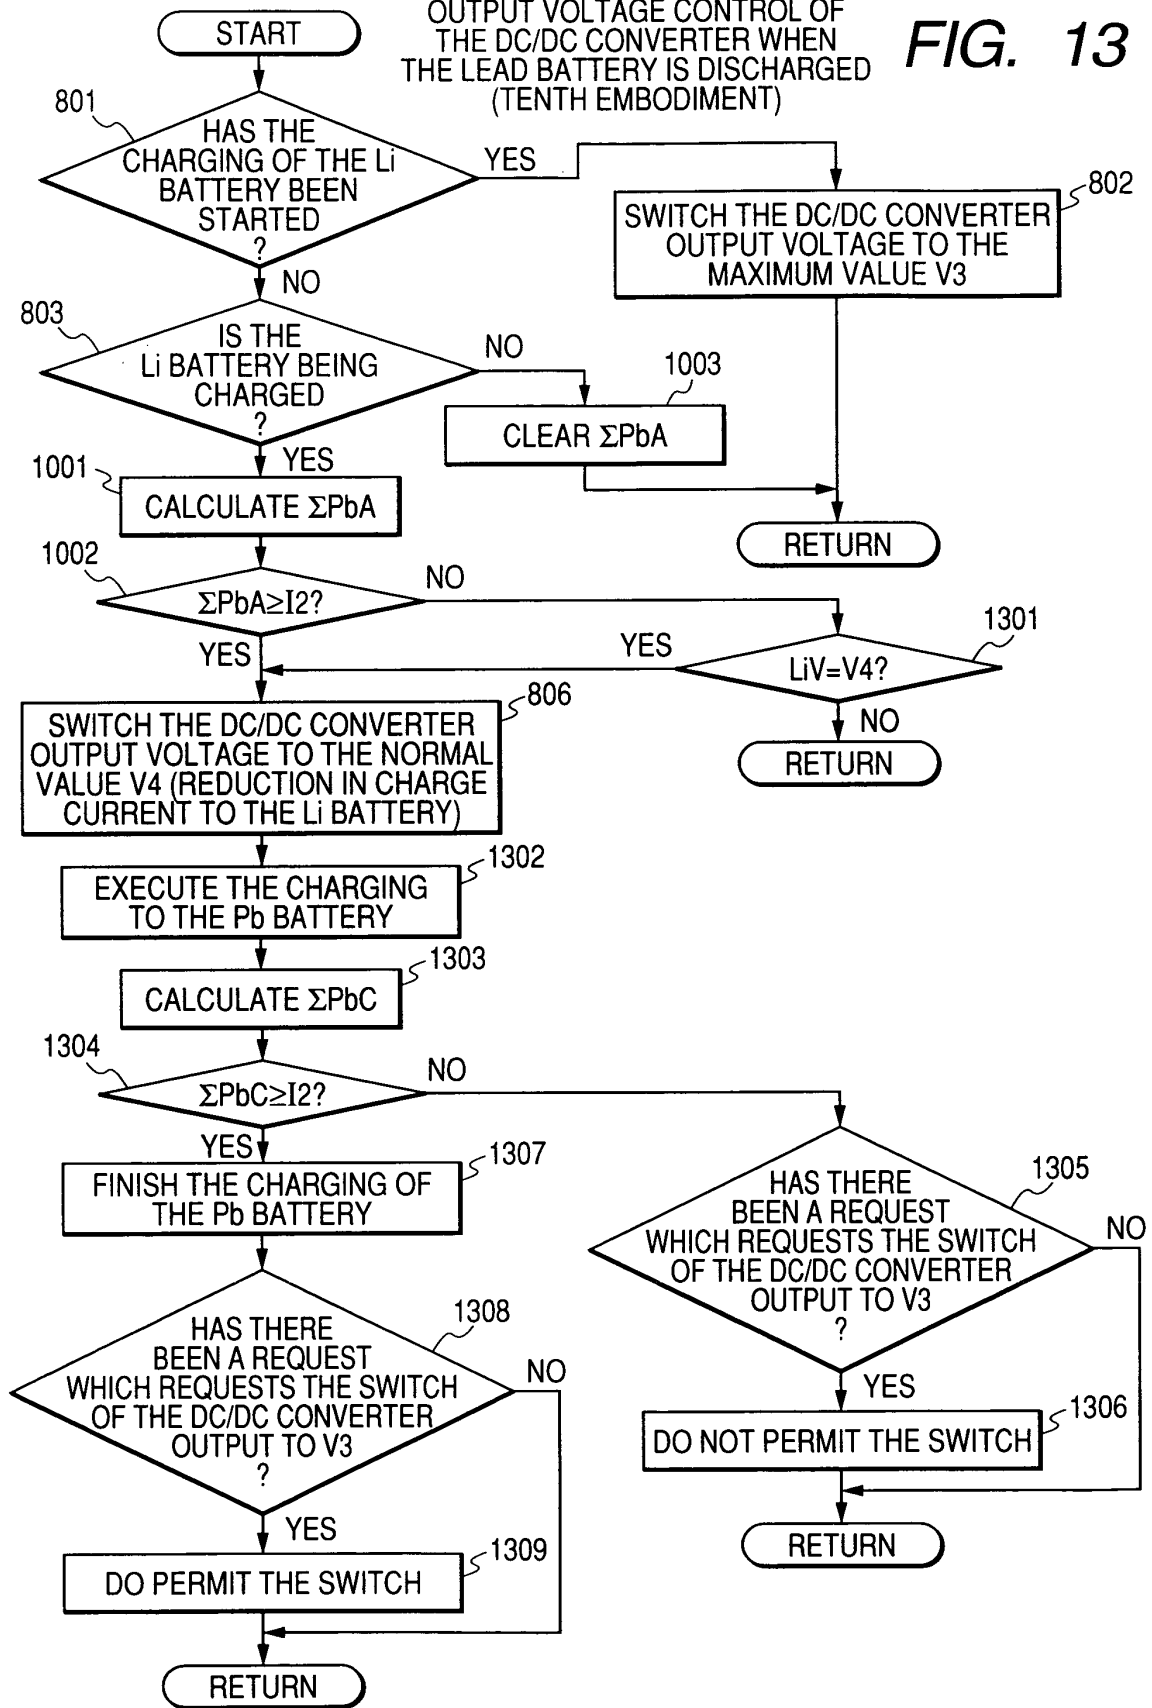 START
OUTPUT VOLTAGE CONTROL OF
THE DC/DC CONVERTER WHEN
THE LEAD BATTERY IS DISCHARGED
(TENTH EMBODIMENT)
FIG. 13
801
HAS THE
CHARGING OF THE Li
BATTERY BEEN
STARTED
?
YES
802
SWITCH THE DC/DC CONVERTER
OUTPUT VOLTAGE TO THE
MAXIMUM VALUE V3
NO
803
IS THE
Li BATTERY BEING
CHARGED
?
NO
1003
CLEAR ΣPbA
YES
1001
CALCULATE ΣPbA
RETURN
1002
ΣPbA≥I2?
NO
YES
1301
LiV=V4?
YES
NO
RETURN
806
SWITCH THE DC/DC CONVERTER
OUTPUT VOLTAGE TO THE NORMAL
VALUE V4 (REDUCTION IN CHARGE
CURRENT TO THE Li BATTERY)
1302
EXECUTE THE CHARGING
TO THE Pb BATTERY
1303
CALCULATE ΣPbC
1304
ΣPbC≥I2?
NO
YES
1307
FINISH THE CHARGING OF
THE Pb BATTERY
1305
HAS THERE
BEEN A REQUEST
WHICH REQUESTS THE SWITCH
OF THE DC/DC CONVERTER
OUTPUT TO V3
?
NO
YES
1306
DO NOT PERMIT THE SWITCH
RETURN
1308
HAS THERE
BEEN A REQUEST
WHICH REQUESTS THE SWITCH
OF THE DC/DC CONVERTER
OUTPUT TO V3
?
NO
YES
1309
DO PERMIT THE SWITCH
RETURN